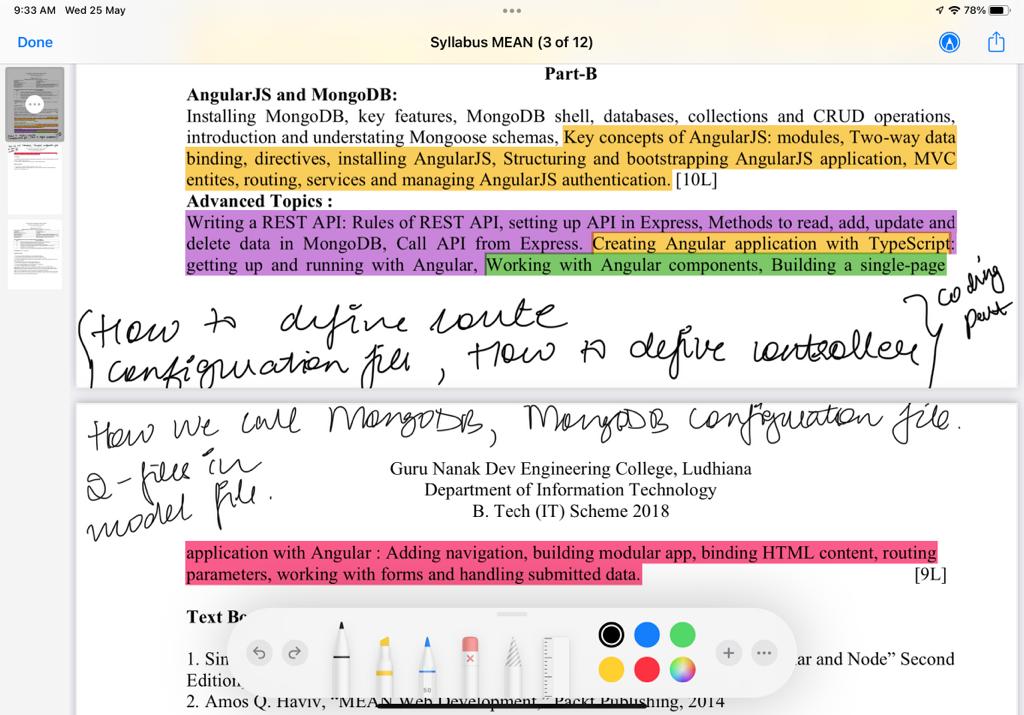 9:33 AM Wed 25 May
78%
Done
Syllabus MEAN (3 of 12)
Part-B
AngularJS and MongoDB:
Installing MongoDB, key features, MongoDB shell, databases, collections and CRUD operations,
introduction and understating Mongoose schemas, Key concepts of AngularJS: modules, Two-way data
binding, directives, installing AngularJS, Structuring and bootstrapping AngularJS application, MVC
entites, routing, services and managing AngularJS authentication. [10L]
Advanced Topics :
Writing a REST API: Rules of REST API, setting up API in Express, Methods to read, add, update and
delete data in MongoDB, Call API from Express. Creating Angular application with TypeScript:
getting up and running with Angular, Working with Angular components, Building a single-page
How to define route
configuration file, How to define controller
coding
part
How we call MongoDB, MongoDB configuration file.
2-files in
model file.
Guru Nanak Dev Engineering College, Ludhiana
Department of Information Technology
B. Tech (IT) Scheme 2018
application with Angular : Adding navigation, building modular app, binding HTML content, routing
parameters, working with forms and handling submitted data. [9L]
Text Bo
1. Sim ar and Node” Second
Edition
50
2. Amos Q. Haviv, “MEAN Web Development,” Packt Publishing, 2014